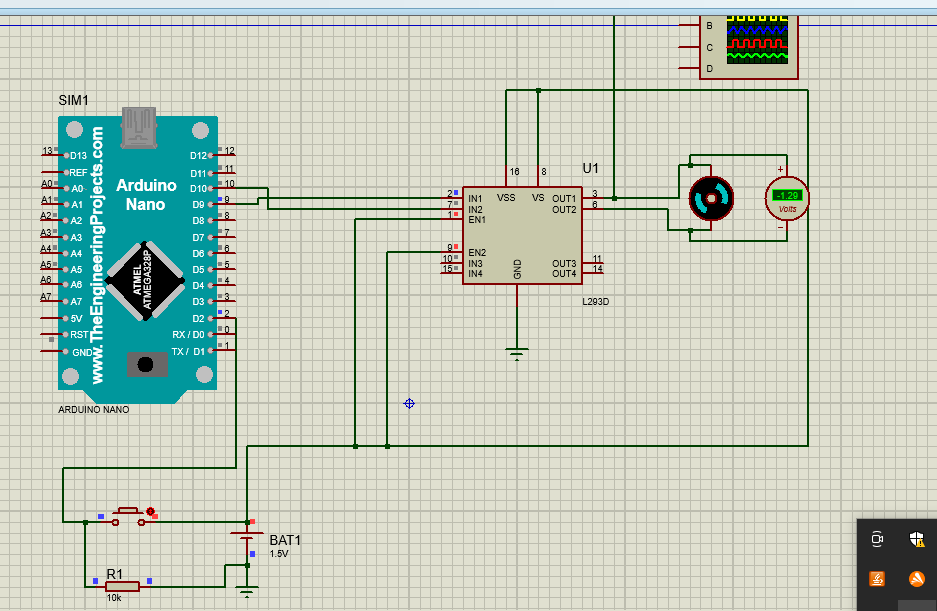 B
C
D
SIM1
13 D13
REF
A0 A0
A1 A1
A2 A2
A3 A3
A4 A4
A5 A5
A6 A6
A7 A7
5V
RST
GND
www.TheEngineeringProjects.com
Arduino
Nano
ATMEL
ATMEGA328P
D12 12
D11 11
D10 10
D9 9
D8 8
D7 7
D6 6
D5 5
D4 4
D3 3
D2 2
RX / D0 0
TX / D1 1
ARDUINO NANO
U1
16 8
VSS VS
2 IN1
7 IN2
1 EN1
9 EN2
10 IN3
15 IN4
OUT1 3
OUT2 6
OUT3 11
OUT4 14
GND
L293D
+
-1.29
Volts
−
BAT1
1.5V
R1
10k